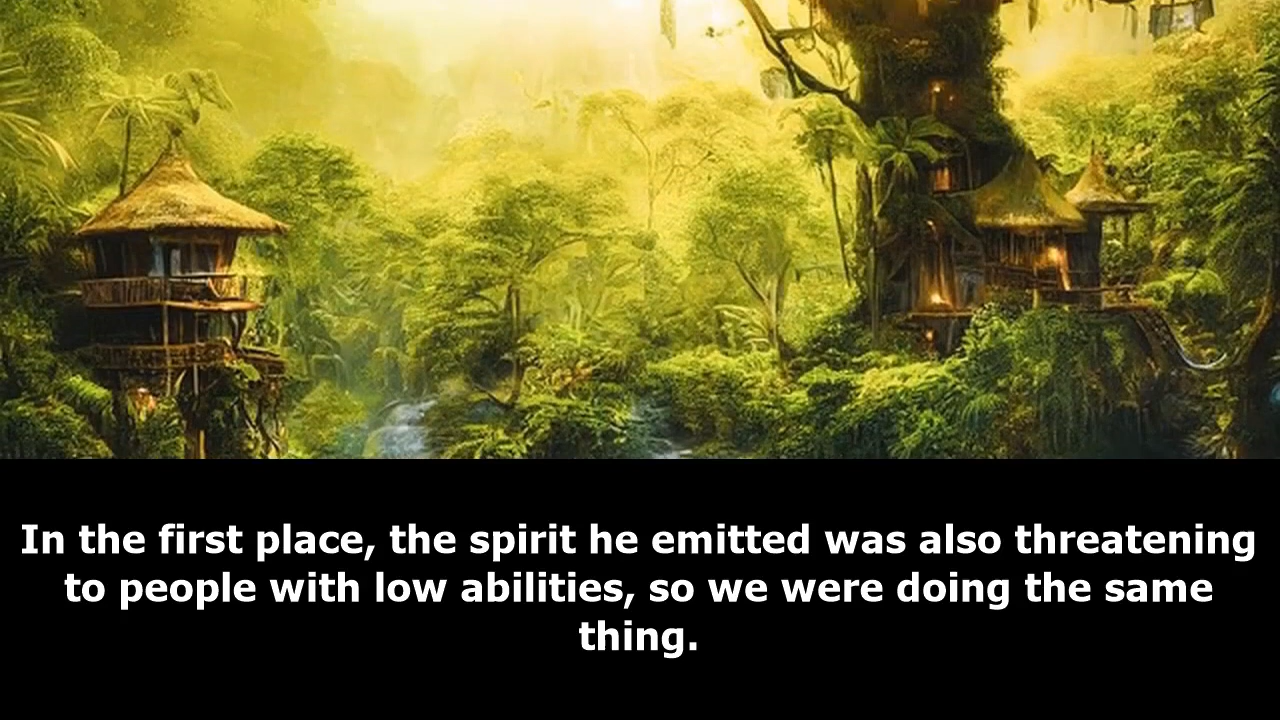 In the first place, the spirit he emitted was also threatening
to people with low abilities, so we were doing the same
thing.